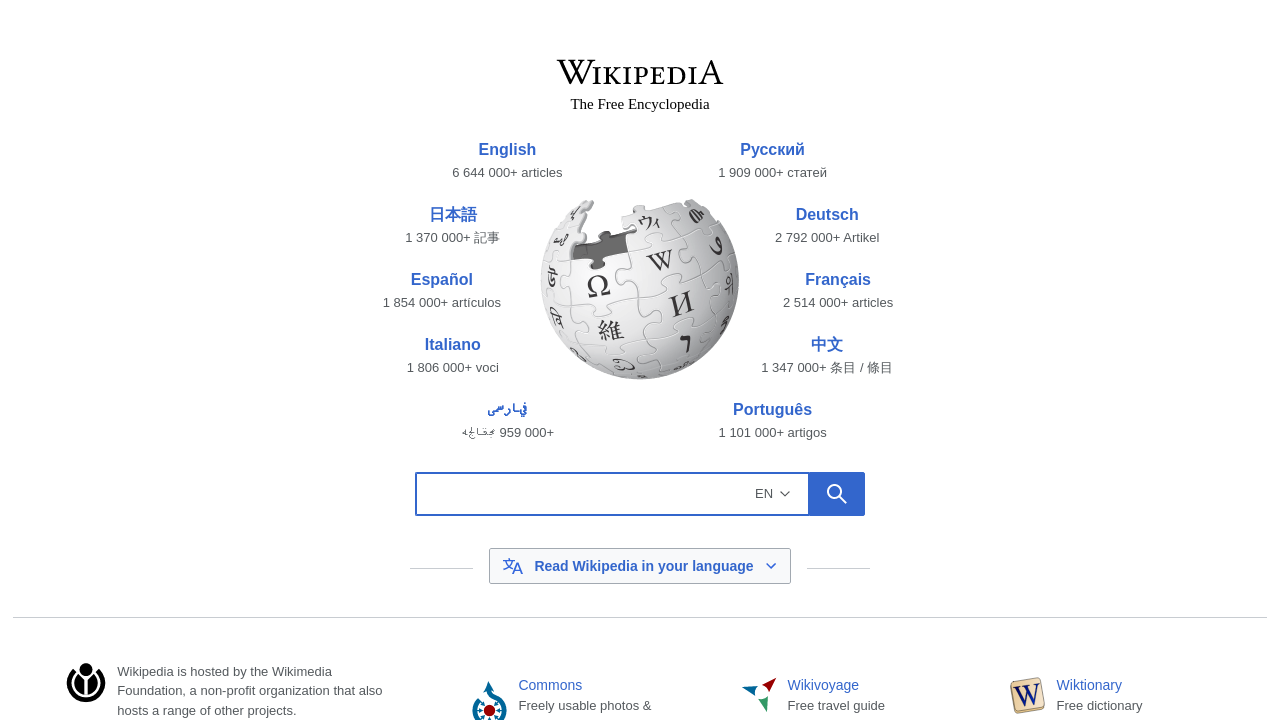 WIKIPEDIA
The Free Encyclopedia
English
6 644 000+ articles
Русский
1 909 000+ статей
日本語
1 370 000+ 記事
Deutsch
2 792 000+ Artikel
Español
1 854 000+ artículos
Français
2 514 000+ articles
Italiano
1 806 000+ voci
中文
1 347 000+ 条目 / 條目
959 000+
Português
1 101 000+ artigos
Ω
W
И
維
EN
Read Wikipedia in your language
Wikipedia is hosted by the Wikimedia
Foundation, a non-profit organization that also
hosts a range of other projects.
Commons
Freely usable photos &
Wikivoyage
Free travel guide
W
Wiktionary
Free dictionary